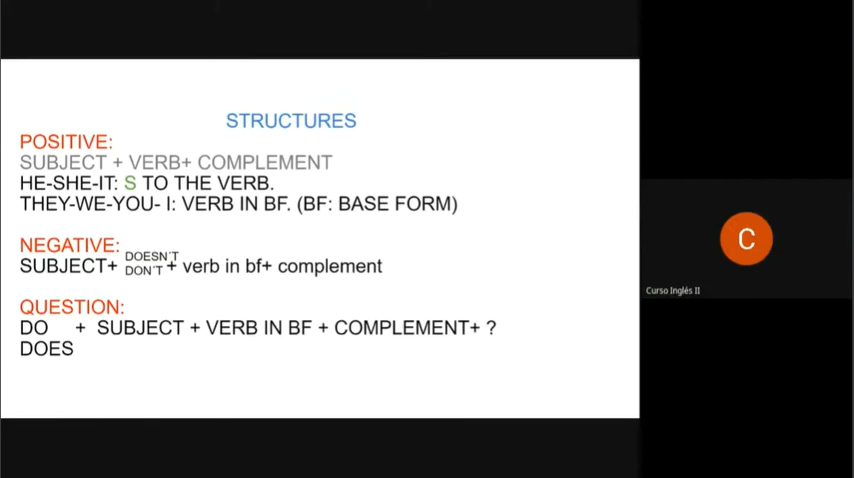 STRUCTURES
POSITIVE:
SUBJECT + VERB+ COMPLEMENT
HE-SHE-IT: S TO THE VERB.
THEY-WE-YOU- I: VERB IN BF. (BF: BASE FORM)
NEGATIVE:
DOESN´T
SUBJECT+ DON´T + verb in bf+ complement
QUESTION:
DO + SUBJECT + VERB IN BF + COMPLEMENT+ ?
DOES
C
Curso Inglés II